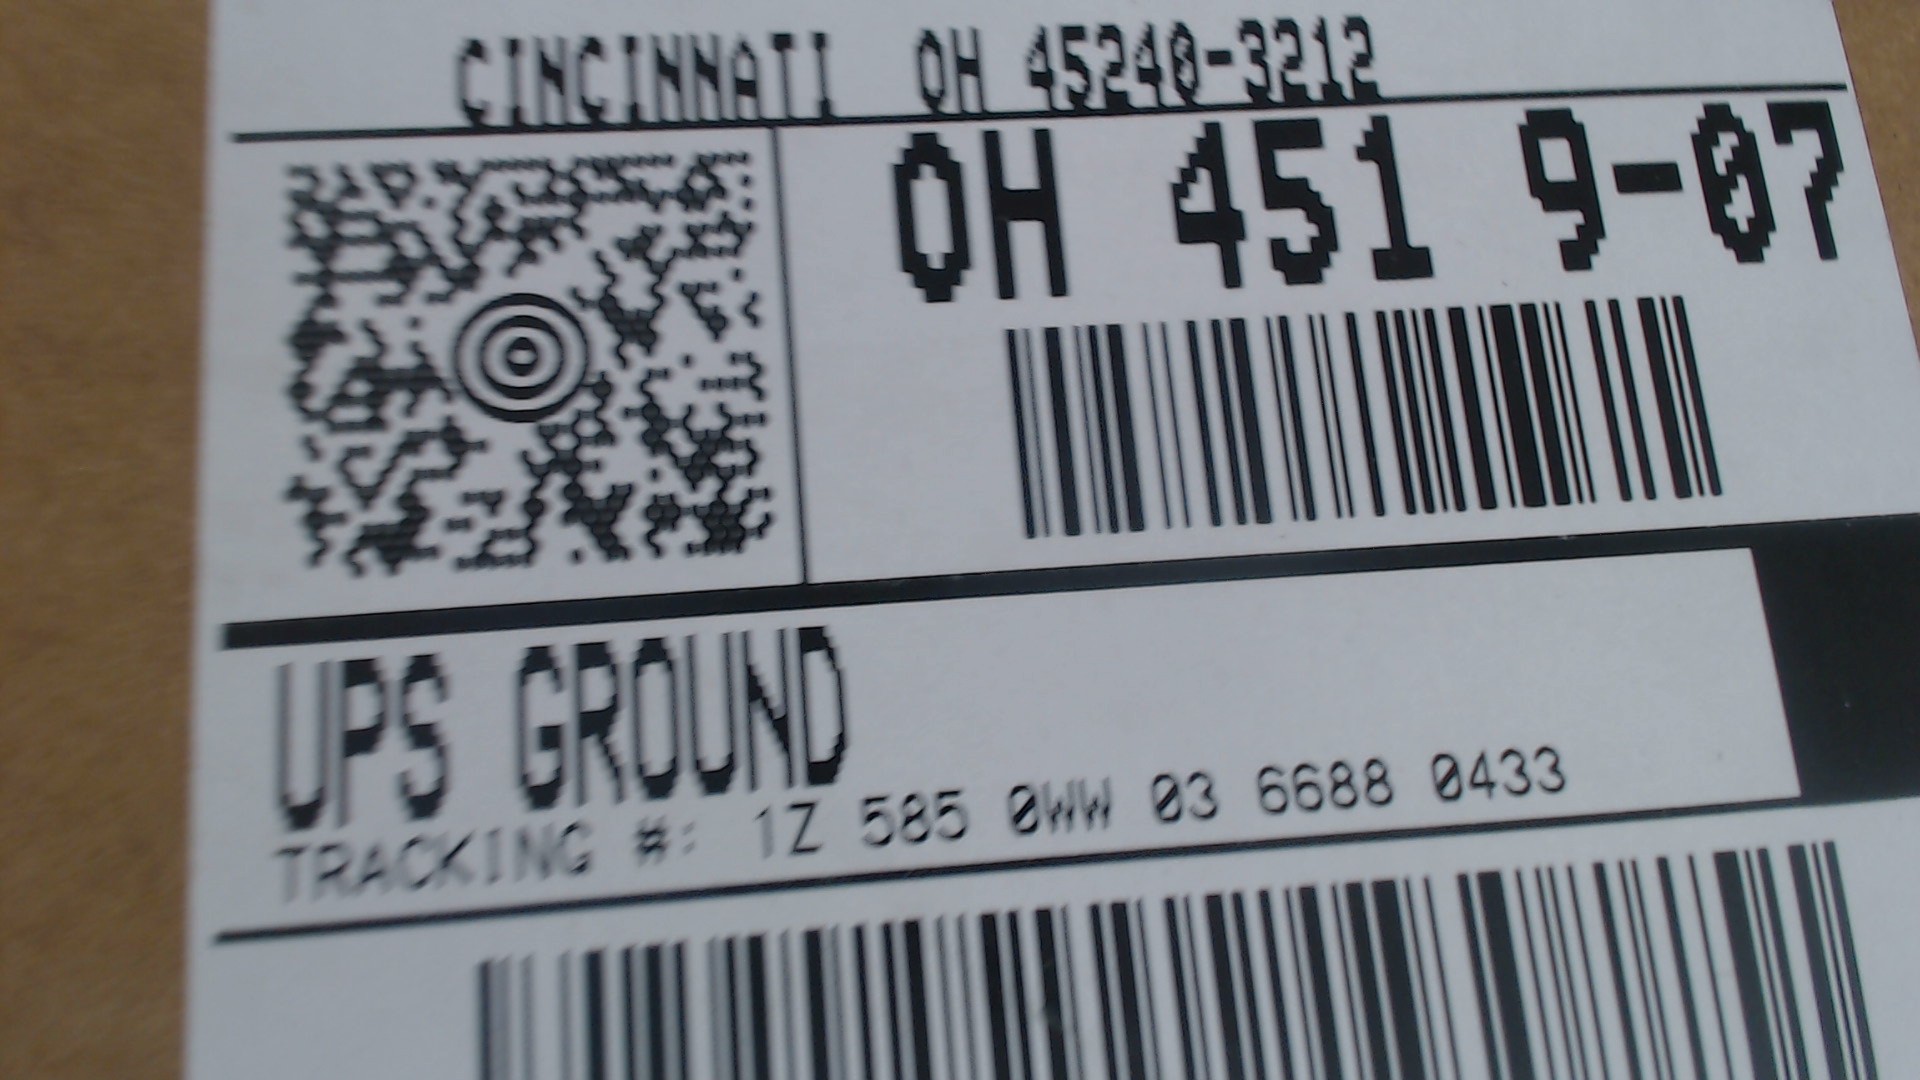 CINCINNATI OH 45240-3212
OH 451 9-07
UPS GROUND
TRACKING #: 1Z 585 0WW 03 6688 0433